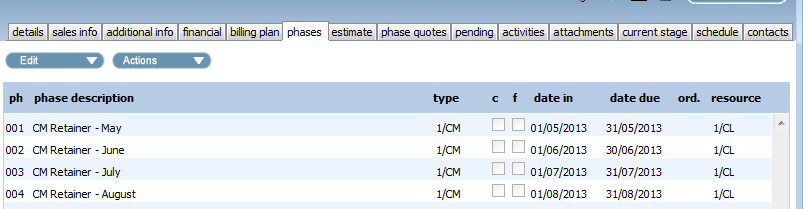 details sales info additional info financial billing plan phases estimate phase quotes pending activities attachments current stage schedule contacts
Edit Actions
ph phase description type c f date in date due ord. resource
001 CM Retainer - May 1/CM 01/05/2013 31/05/2013 1/CL
002 CM Retainer - June 1/CM 01/06/2013 30/06/2013 1/CL
003 CM Retainer - July 1/CM 01/07/2013 31/07/2013 1/CL
004 CM Retainer - August 1/CM 01/08/2013 31/08/2013 1/CL